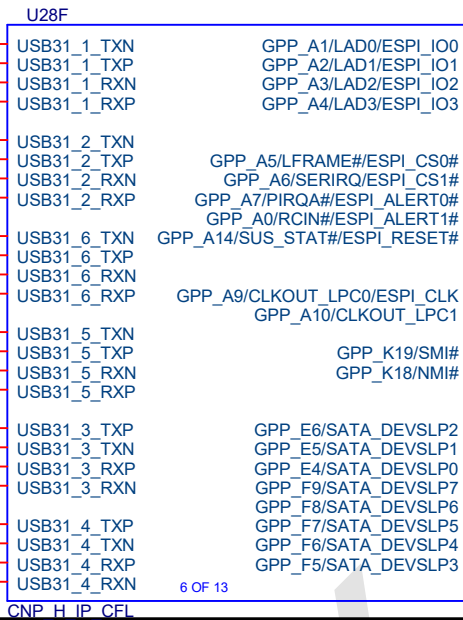 U28F
USB31_1_TXN GPP_A1/LAD0/ESPI_IO0
USB31_1_TXP GPP_A2/LAD1/ESPI_IO1
USB31_1_RXN GPP_A3/LAD2/ESPI_IO2
USB31_1_RXP GPP_A4/LAD3/ESPI_IO3
USB31_2_TXN
USB31_2_TXP GPP_A5/LFRAME#/ESPI_CS0#
USB31_2_RXN GPP_A6/SERIRQ/ESPI_CS1#
USB31_2_RXP GPP_A7/PIRQA#/ESPI_ALERT0#
GPP_A0/RCIN#/ESPI_ALERT1#
USB31_6_TXN GPP_A14/SUS_STAT#/ESPI_RESET#
USB31_6_TXP
USB31_6_RXN
USB31_6_RXP GPP_A9/CLKOUT_LPC0/ESPI_CLK
GPP_A10/CLKOUT_LPC1
USB31_5_TXN
USB31_5_TXP GPP_K19/SMI#
USB31_5_RXN GPP_K18/NMI#
USB31_5_RXP
USB31_3_TXP GPP_E6/SATA_DEVSLP2
USB31_3_TXN GPP_E5/SATA_DEVSLP1
USB31_3_RXP GPP_E4/SATA_DEVSLP0
USB31_3_RXN GPP_F9/SATA_DEVSLP7
GPP_F8/SATA_DEVSLP6
USB31_4_TXP GPP_F7/SATA_DEVSLP5
USB31_4_TXN GPP_F6/SATA_DEVSLP4
USB31_4_RXP GPP_F5/SATA_DEVSLP3
USB31_4_RXN 6 OF 13
CNP_H_IP_CFL